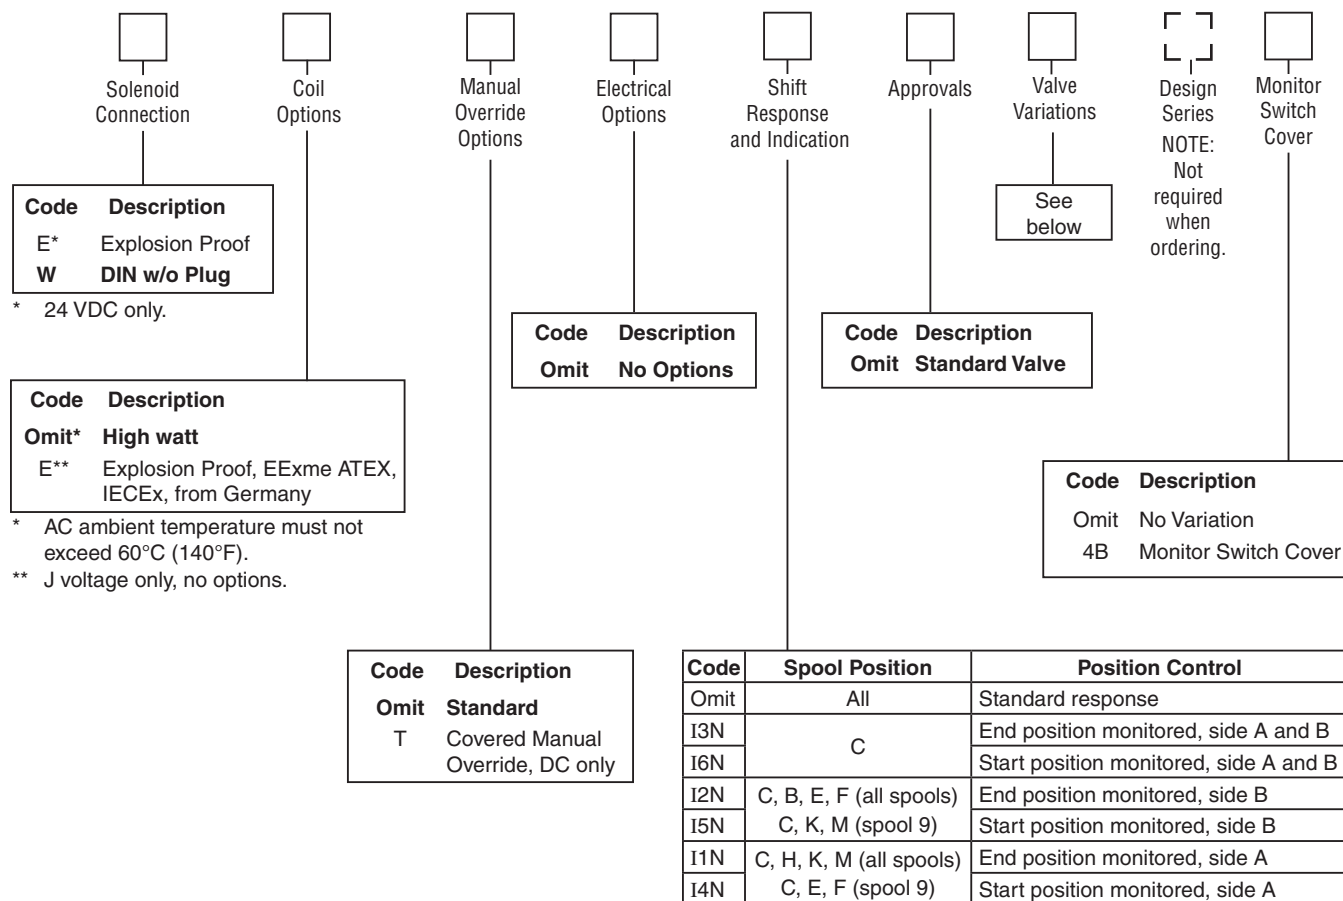 Solenoid
Connection
Coil
Options
Manual
Override
Options
Electrical
Options
Shift
Response
and Indication
Approvals
Valve
Variations
Design
Series
NOTE:
Not
required
when
ordering.
Monitor
Switch
Cover
Code Description
E* Explosion Proof
W DIN w/o Plug
* 24 VDC only.
See
below
Code Description
Omit No Options
Code Description
Omit Standard Valve
Code Description
Omit* High watt
E** Explosion Proof, EExme ATEX,
IECEx, from Germany
* AC ambient temperature must not
exceed 60°C (140°F).
** J voltage only, no options.
Code Description
Omit No Variation
4B Monitor Switch Cover
Code Description
Omit Standard
T Covered Manual
Override, DC only
Code Spool Position Position Control
Omit All Standard response
I3N C End position monitored, side A and B
I6N Start position monitored, side A and B
I2N C, B, E, F (all spools) End position monitored, side B
I5N C, K, M (spool 9) Start position monitored, side B
I1N C, H, K, M (all spools) End position monitored, side A
I4N C, E, F (spool 9) Start position monitored, side A